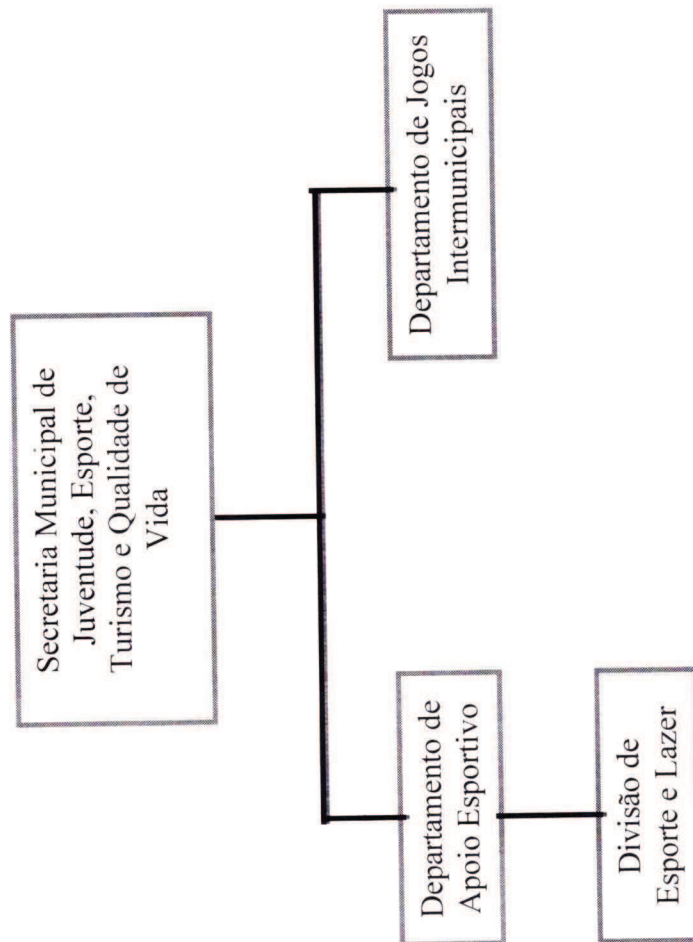 Secretaria Municipal de
Juventude, Esporte,
Turismo e Qualidade de
Vida
Departamento de
Apoio Esportivo
Departamento de Jogos
Intermunicipais
Divisão de
Esporte e Lazer